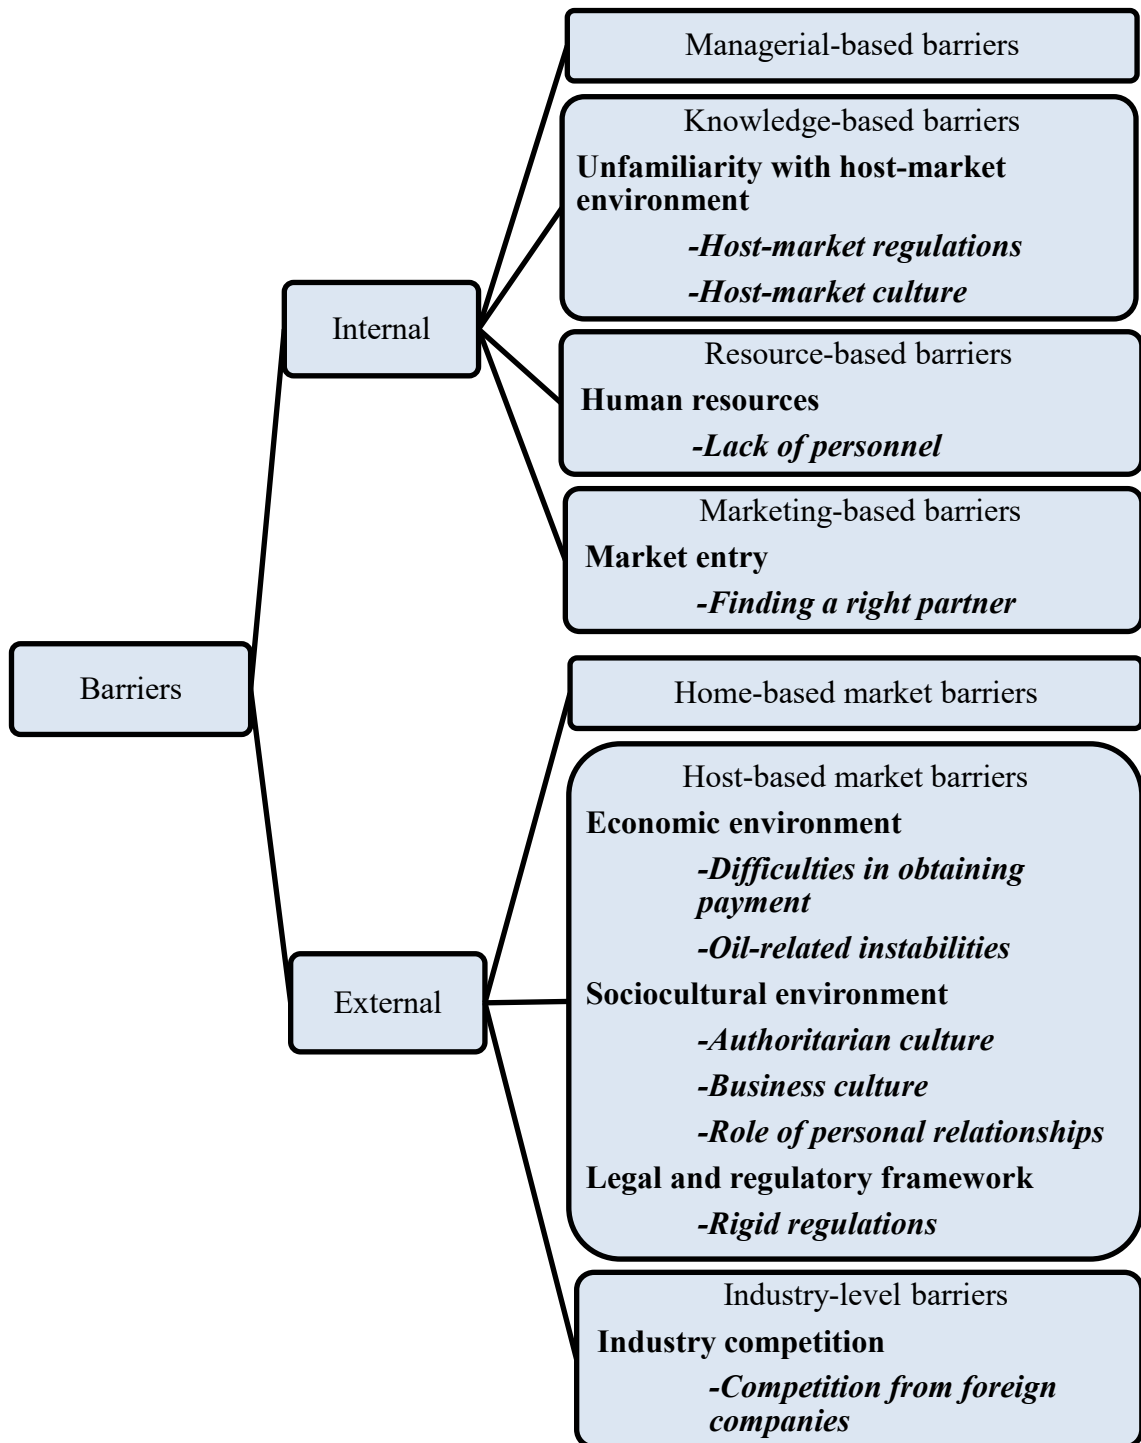 Managerial-based barriers
Knowledge-based barriers
Unfamiliarity with host-market
environment
-Host-market regulations
-Host-market culture
Internal
Resource-based barriers
Human resources
-Lack of personnel
Marketing-based barriers
Market entry
-Finding a right partner
Barriers
Home-based market barriers
Host-based market barriers
Economic environment
-Difficulties in obtaining
payment
-Oil-related instabilities
Sociocultural environment
External
-Authoritarian culture
-Business culture
-Role of personal relationships
Legal and regulatory framework
-Rigid regulations
Industry-level barriers
Industry competition
-Competition from foreign
companies